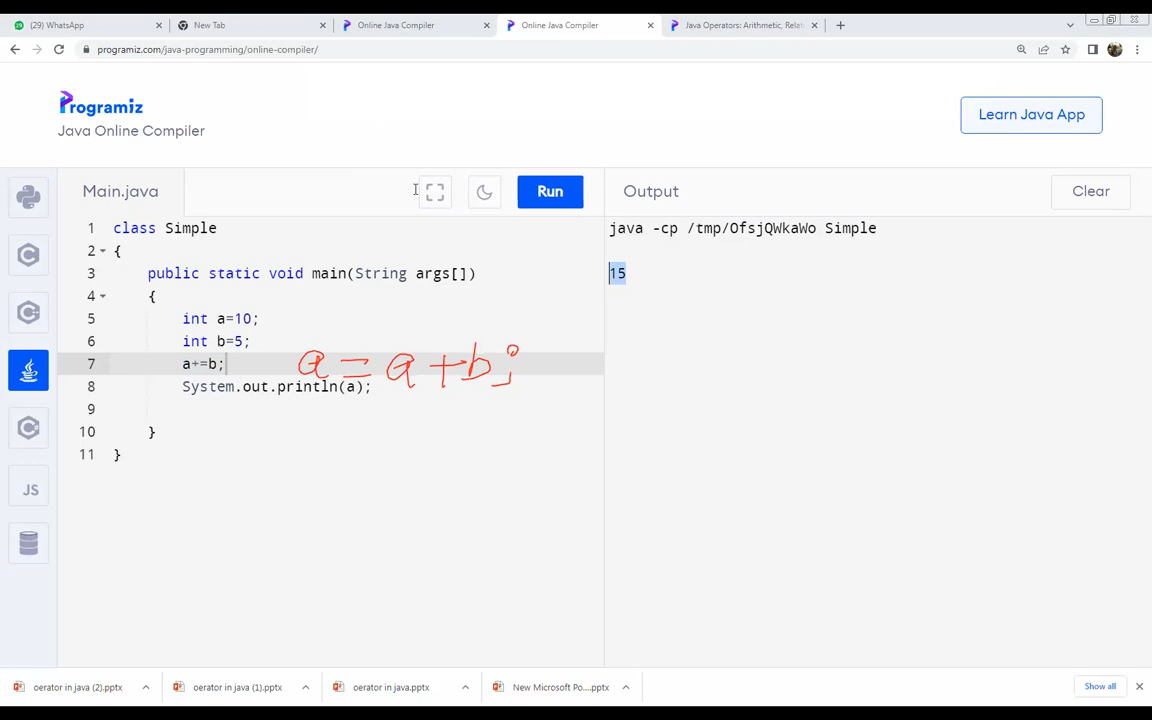 (29) WhatsApp
New Tab
Online Java Compiler
Online Java Compiler
Java Operators: Arithmetic, Relat
programiz.com/java-programming/online-compiler/
Programiz
Java Online Compiler
Learn Java App
Main.java
Run
Output
Clear
1 class Simple
2 {
3 public static void main(String args[])
4 {
5 int a=10;
6 int b=5;
7 a+=b;
a = a + b;
8 System.out.println(a);
9
10 }
11 }
java -cp /tmp/OfsjQWkaWo Simple
15
JS
oerator in java (2).pptx
oerator in java (1).pptx
oerator in java.pptx
New Microsoft Po....pptx
Show all